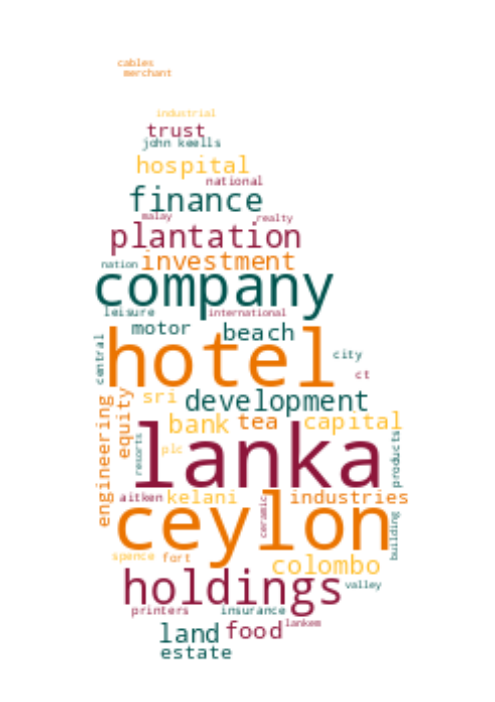 cables
merchant
industrial
trust
john keells
hospital
national
finance
malay
realty
plantation
nation
investment
company
leisure
international
motor
beach
central
hotel
city
ct
sri
development
equity
engineering
bank
tea
capital
lanka
resorts
plc
products
aitken
kelani
industries
ceylon
ceramic
building
spence
fort
colombo
holdings
valley
printers
insurance
land
food
lankem
estate